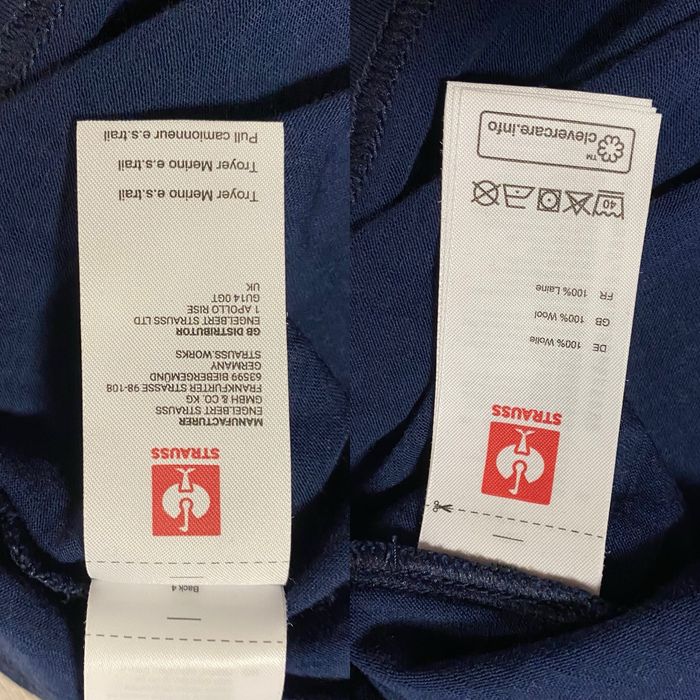 STRAUSS
MANUFACTURER
ENGELBERT STRAUSS
GMBH & CO. KG
FRANKFURTER STRASSE 98-108
63599 BIEBERGEMÜND
GERMANY
STRAUSS.WORKS
GB DISTRIBUTOR
ENGELBERT STRAUSS LTD
1 APOLLO RISE
GU14 0GT
UK
Troyer Merino e.s.trail
Troyer Merino e.s.trail
Pull camionneur e.s.trail
Back 4
STRAUSS
DE 100% Wolle
GB 100% Wool
FR 100% Laine
40
clevercare.info™